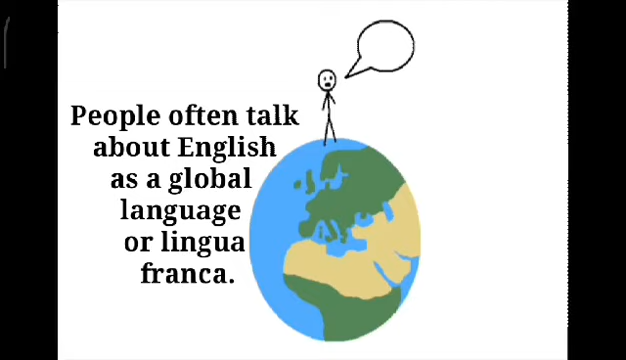 People often talk
about English
as a global
language
or lingua
franca.